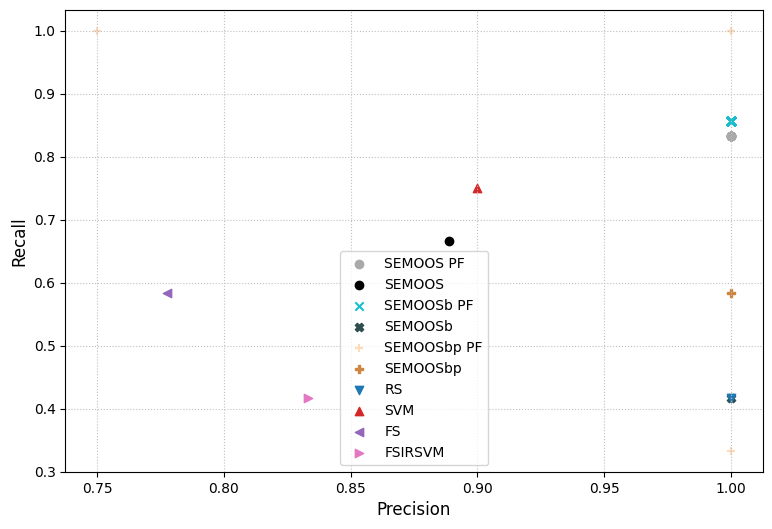 1.0
0.9
0.8
0.7
0.6
0.5
0.4
0.3
Recall
SEMOOS PF
SEMOOS
SEMOOSb PF
SEMOOSb
SEMOOSbp PF
SEMOOSbp
RS
SVM
FS
FSIRSVM
0.75 0.80 0.85 0.90 0.95 1.00
Precision